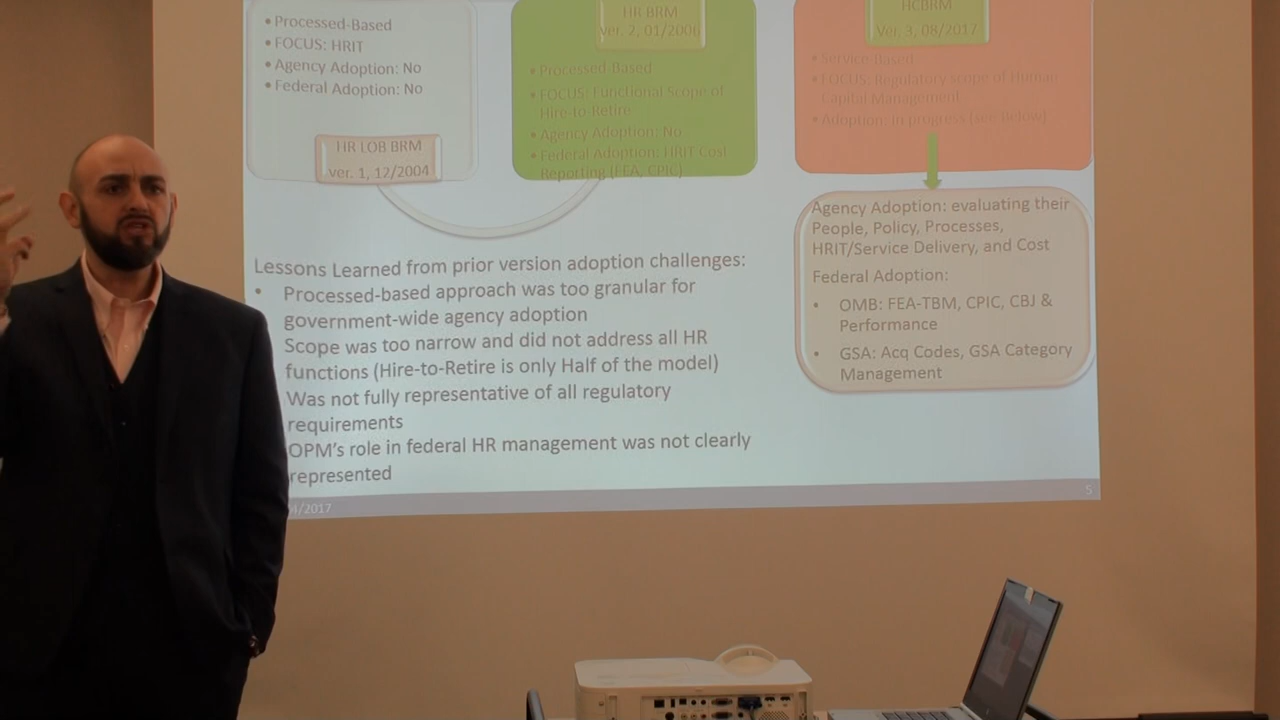 • Processed-Based
• FOCUS: HRIT
• Agency Adoption: No
• Federal Adoption: No
HR LOB BRM
ver. 1, 12/2004
HR BRM
ver. 2, 01/2006
• Processed-Based
• FOCUS: Functional Scope of
Hire-to-Retire
• Agency Adoption: No
• Federal Adoption: HRIT Cost
Reporting (FEA, CPIC)
HCBRM
Ver. 3, 08/2017
• Service-Based
• FOCUS: Regulatory scope of Human
Capital Management
• Adoption: In progress (see below)
Agency Adoption: evaluating their
People, Policy, Processes,
HRIT/Service Delivery, and Cost
Federal Adoption:
• OMB: FEA-TBM, CPIC, CBJ &
Performance
• GSA: Acq Codes, GSA Category
Management
Lessons Learned from prior version adoption challenges:
• Processed-based approach was too granular for
government-wide agency adoption
Scope was too narrow and did not address all HR
functions (Hire-to-Retire is only Half of the model)
Was not fully representative of all regulatory
requirements
OPM's role in federal HR management was not clearly
represented
/2017
5